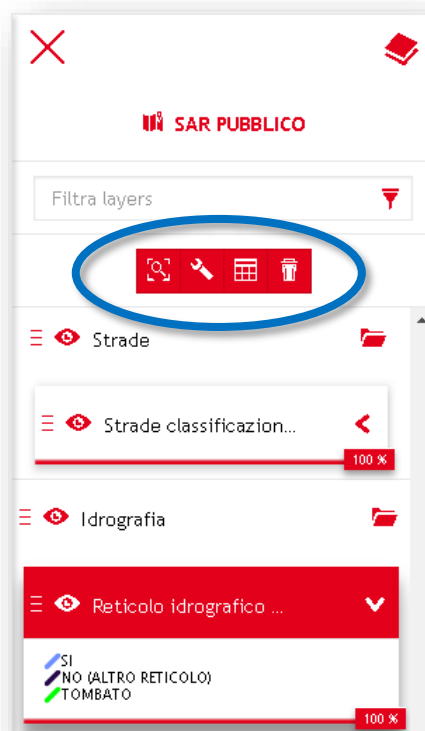 SAR PUBBLICO
Filtra layers
Strade
Strade classificazion...
100 %
Idrografia
Reticolo idrografico ...
SI
NO (ALTRO RETICOLO)
TOMBATO
100 %